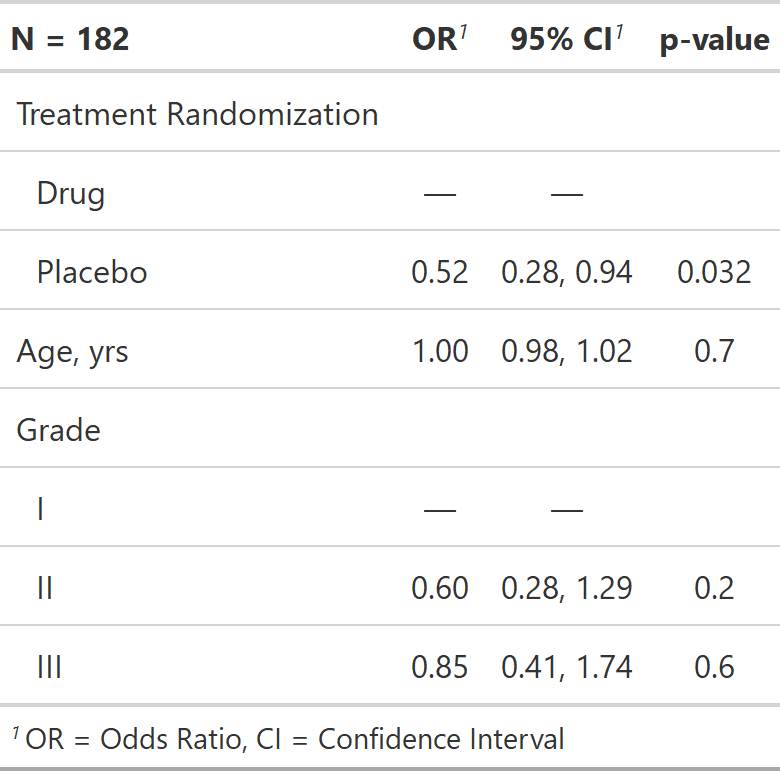 N = 182 OR1 95% CI1 p-value
Treatment Randomization
Drug — —
Placebo 0.52 0.28, 0.94 0.032
Age, yrs 1.00 0.98, 1.02 0.7
Grade
I — —
II 0.60 0.28, 1.29 0.2
III 0.85 0.41, 1.74 0.6
1 OR = Odds Ratio, CI = Confidence Interval